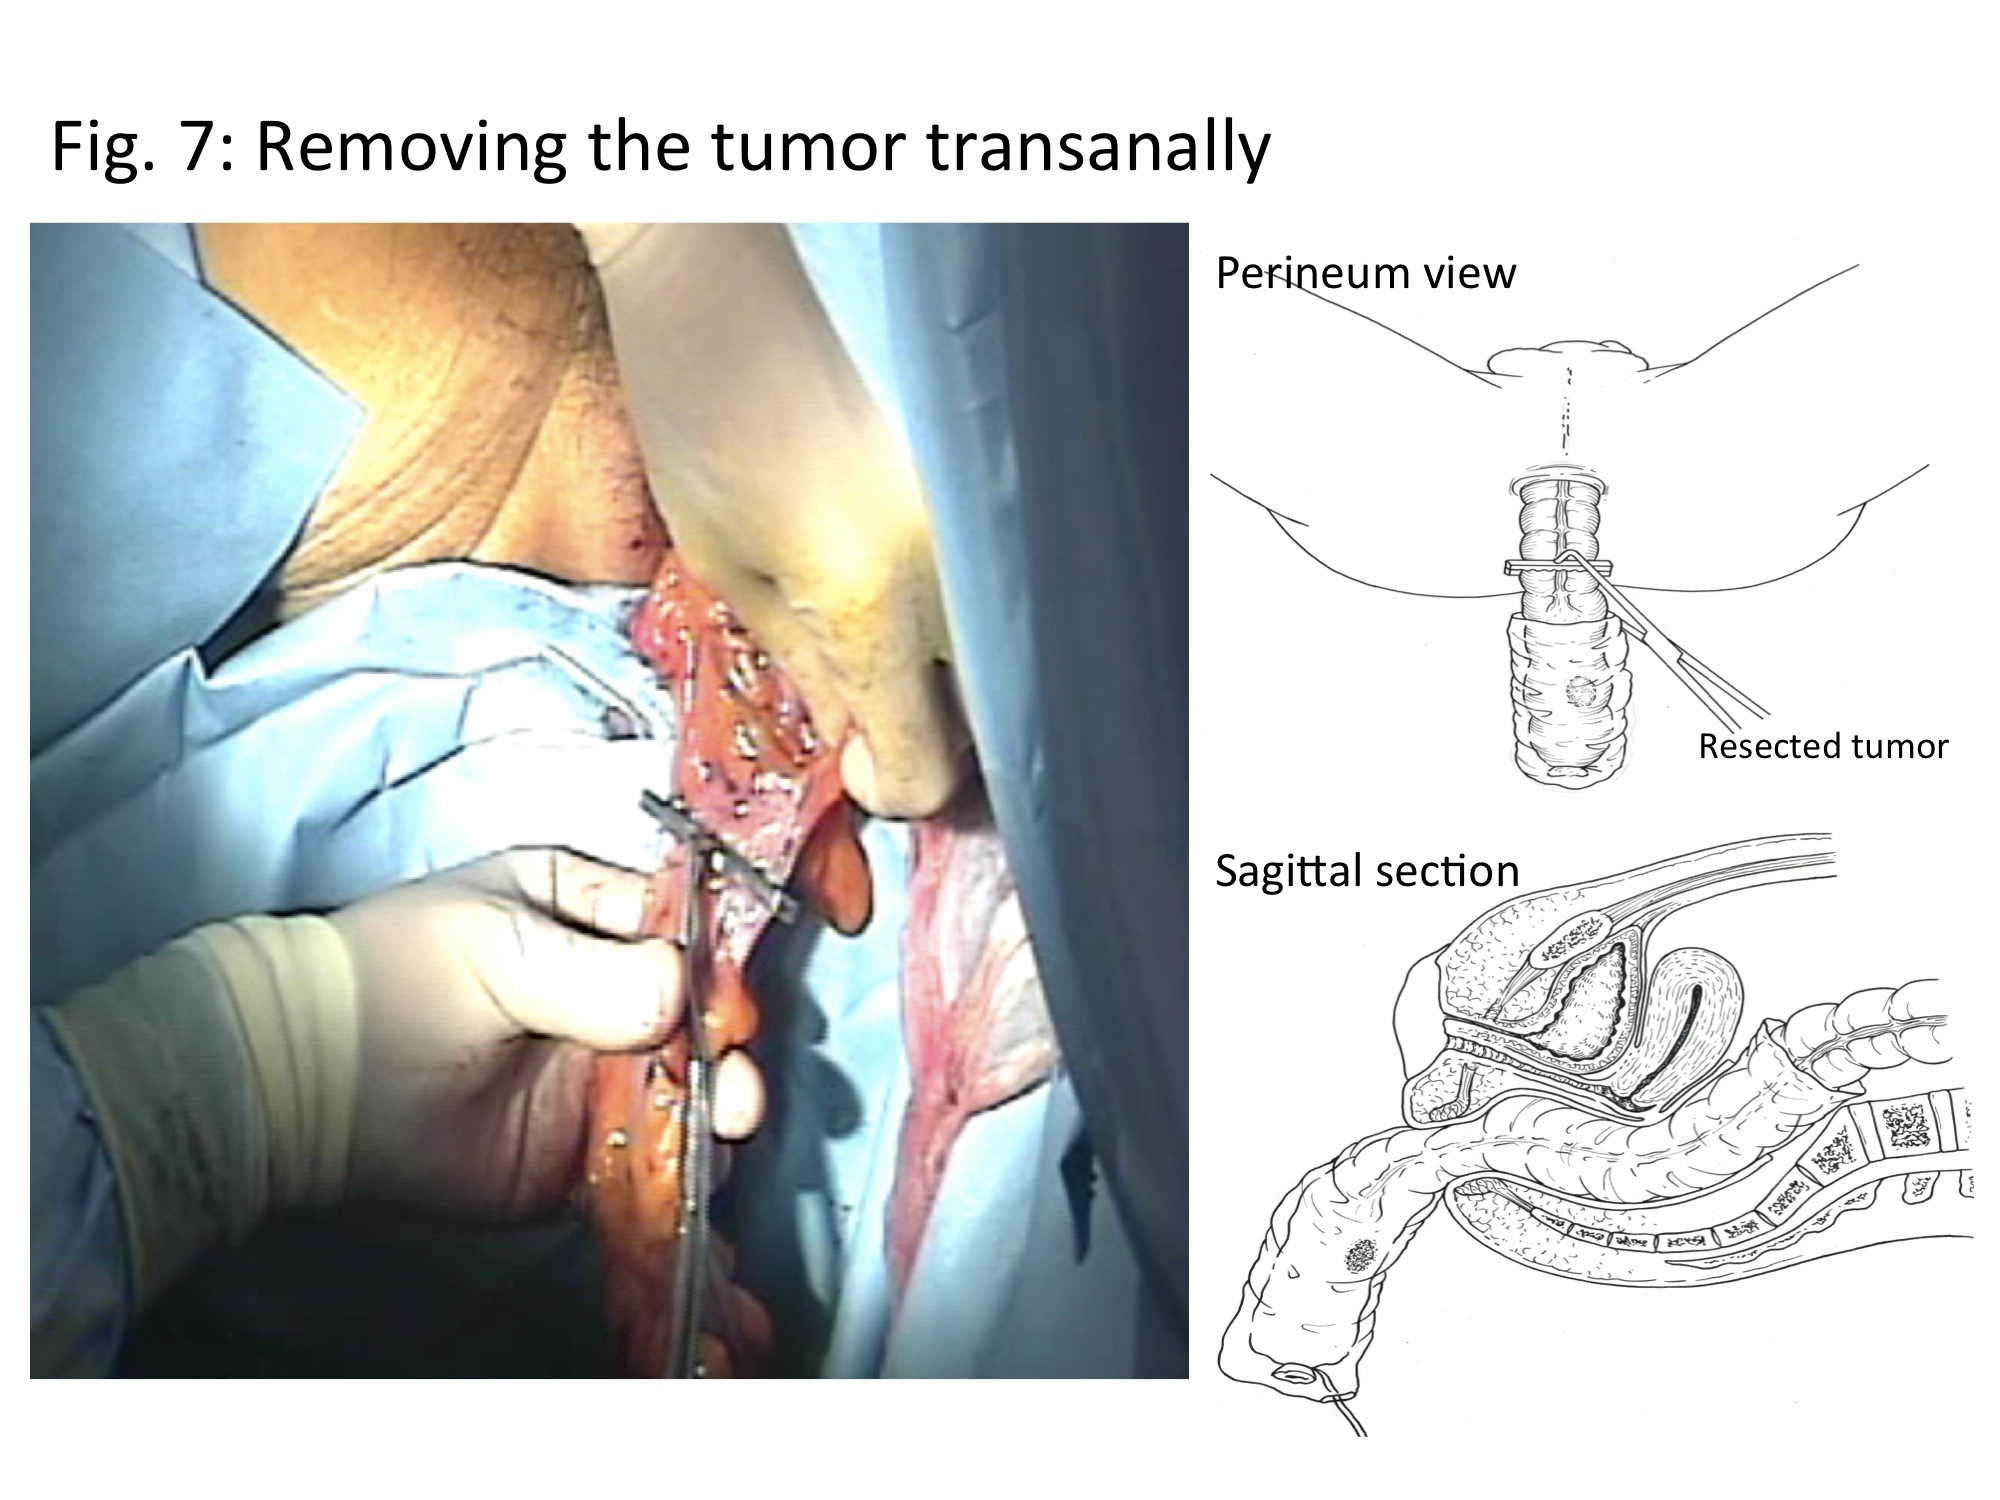 Fig. 7: Removing the tumor transanally
Perineum view
Resected tumor
Sagittal section